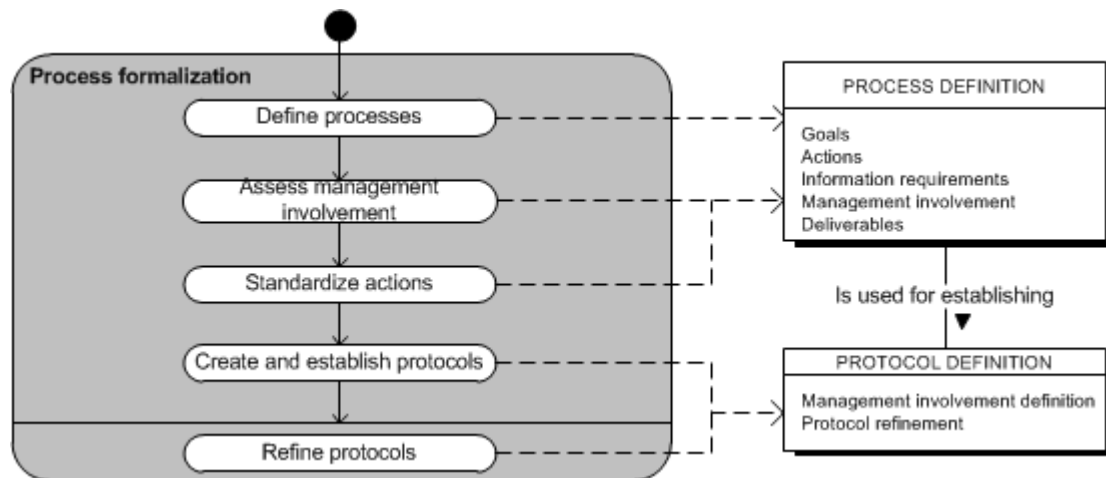 Process formalization
Define processes
Assess management
involvement
Standardize actions
Create and establish protocols
Refine protocols
PROCESS DEFINITION
Goals
Actions
Information requirements
Management involvement
Deliverables
Is used for establishing
PROTOCOL DEFINITION
Management involvement definition
Protocol refinement